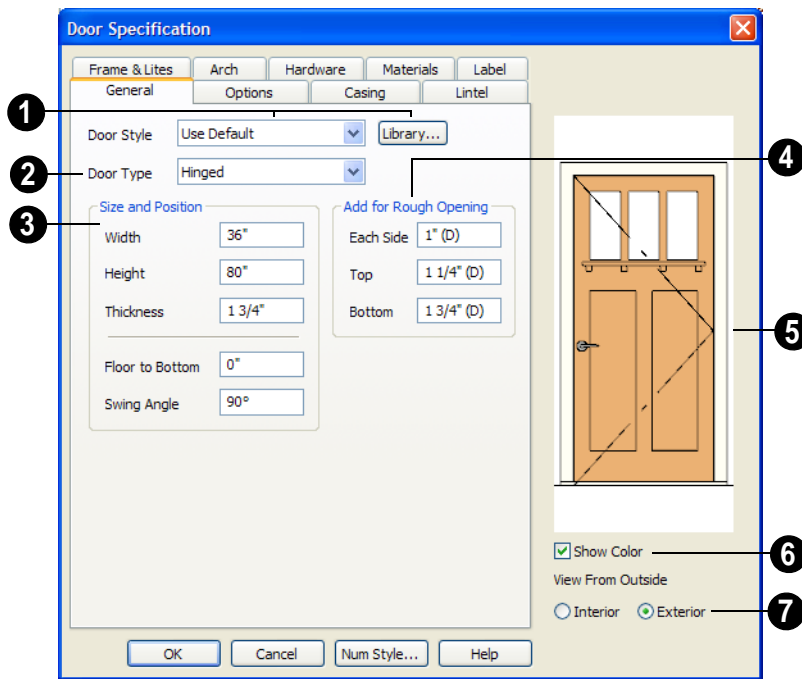 Door Specification
Frame & Lites Arch Hardware Materials Label
General Options Casing Lintel
1
Door Style Use Default Library...
2 Door Type Hinged
4
3 Size and Position Add for Rough Opening
Width 36" Each Side 1" (D)
Height 80" Top 1 1/4" (D)
Thickness 1 3/4" Bottom 1 3/4" (D)
5
Floor to Bottom 0"
Swing Angle 90°
Show Color 6
View From Outside
Interior Exterior 7
OK Cancel Num Style... Help